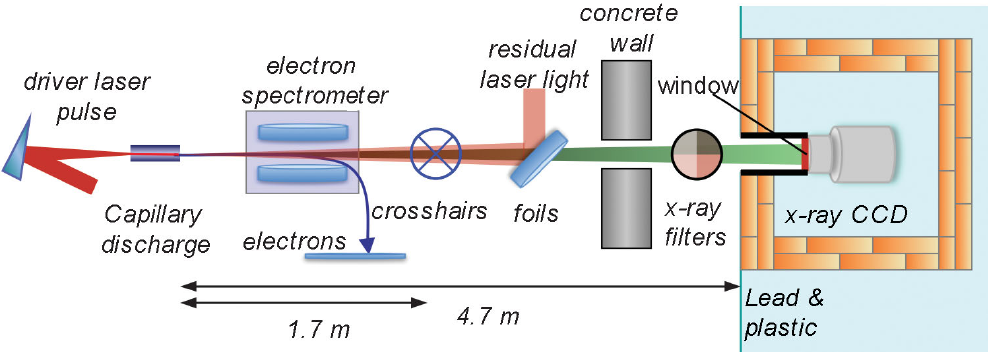 driver laser
pulse
Capillary
discharge
electron
spectrometer
electrons
crosshairs
residual
laser light
foils
concrete
wall
x-ray
filters
window
x-ray CCD
Lead &
plastic
1.7 m
4.7 m